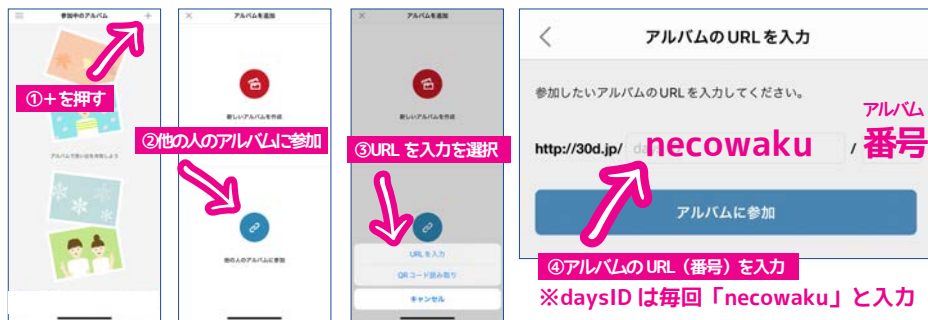 参加中のアルバム
①＋を押す
アルバムで思い出を共有しよう
アルバムを追加
新しいアルバムを作成
②他の人のアルバムに参加
他の人のアルバムに参加
アルバムを追加
新しいアルバムを作成
③URL を入力を選択
URLを入力
QRコード読み取り
キャンセル
アルバムの URL を入力
参加したいアルバムの URL を入力してください。
アルバム
http://30d.jp/ necowaku / 番号
アルバムに参加
④アルバムの URL（番号）を入力
※daysID は毎回「necowaku」と入力